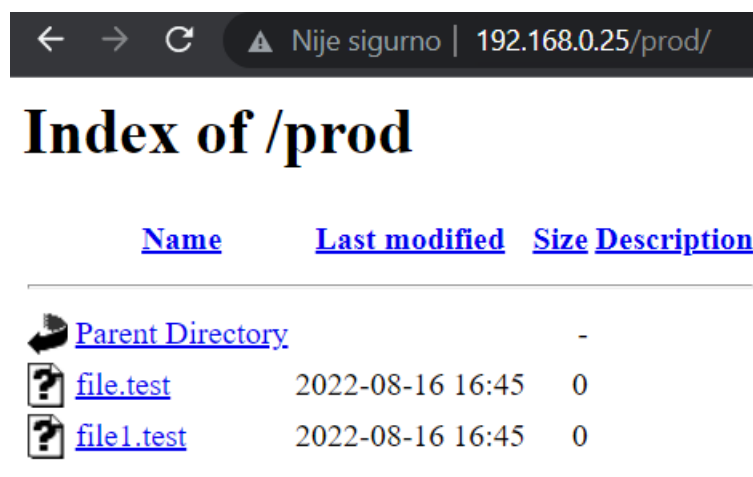 Nije sigurno | 192.168.0.25/prod/
Index of /prod
Name Last modified Size Description
Parent Directory -
file.test 2022-08-16 16:45 0
file1.test 2022-08-16 16:45 0